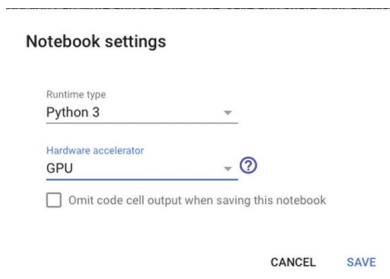 Notebook settings
Runtime type
Python 3
Hardware accelerator
GPU
?
Omit code cell output when saving this notebook
CANCEL SAVE